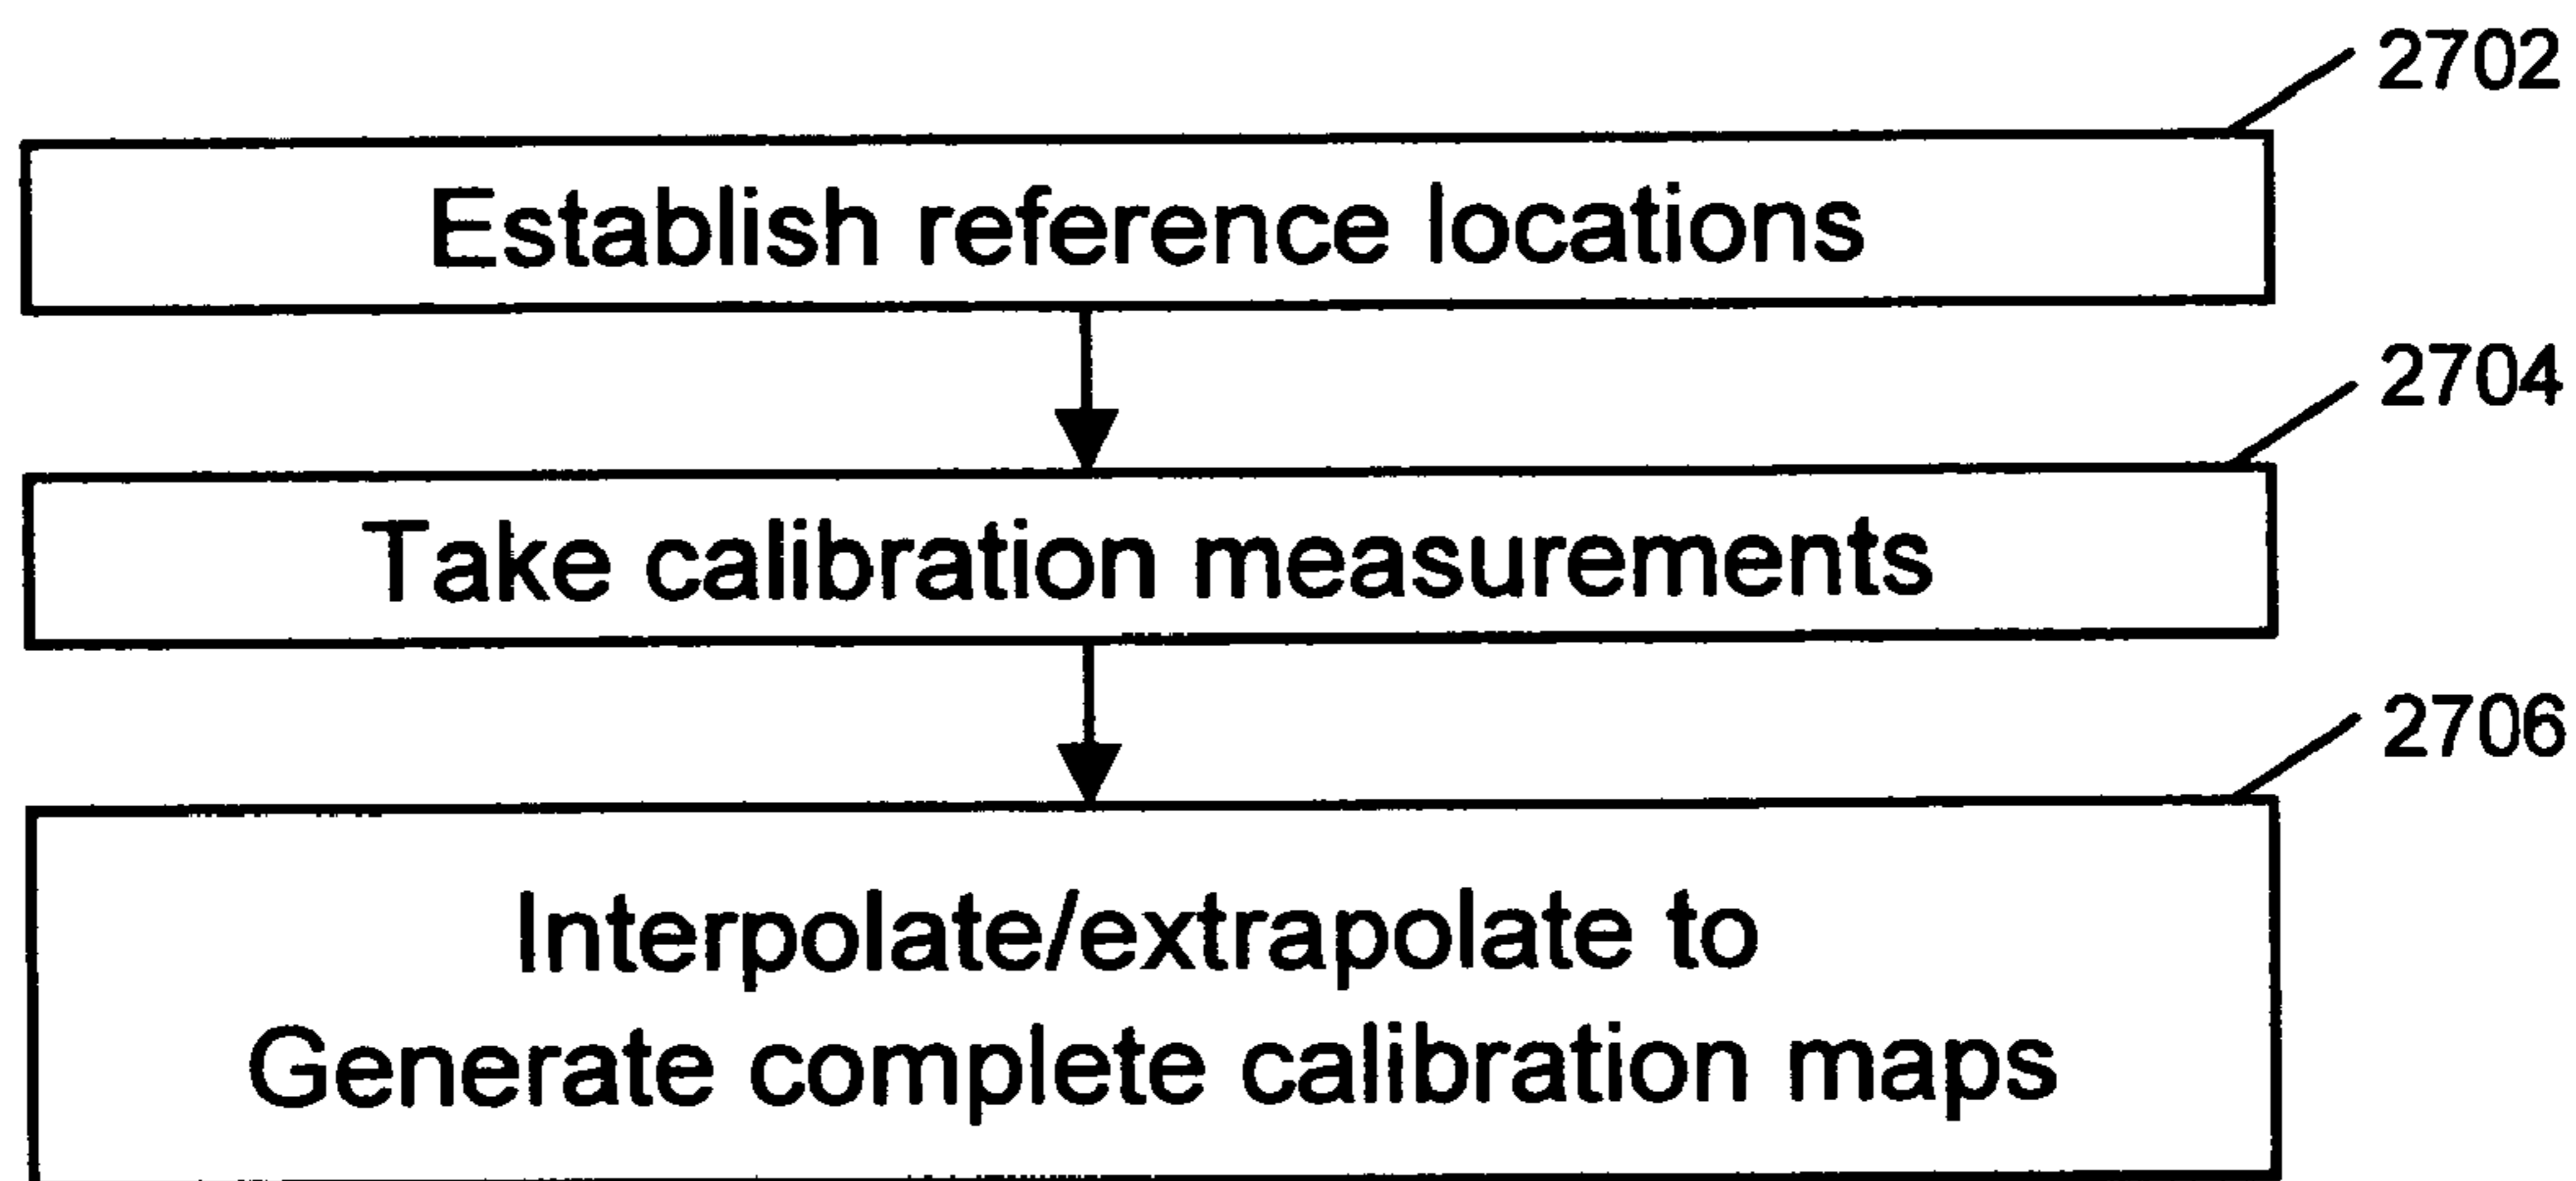 2702
Establish reference locations
2704
Take calibration measurements
2706
Interpolate/extrapolate to
Generate complete calibration maps